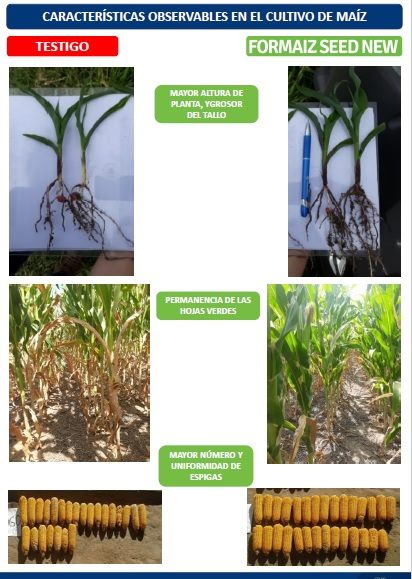 CARACTERÍSTICAS OBSERVABLES EN EL CULTIVO DE MAÍZ
TESTIGO
FORMAIZ SEED NEW
MAYOR ALTURA DE
PLANTA, YGROSOR
DEL TALLO
PERMANENCIA DE LAS
HOJAS VERDES
MAYOR NÚMERO Y
UNIFORMIDAD DE
ESPIGAS